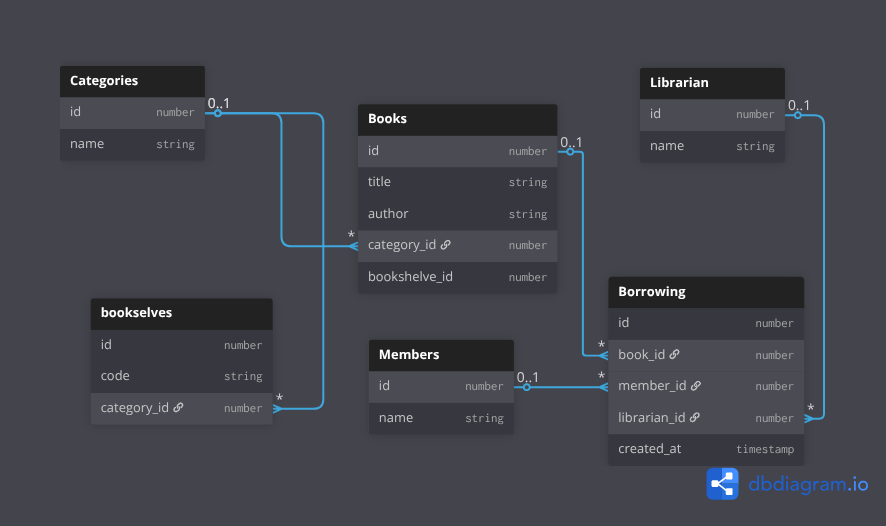 Categories
id number
name string
0..1
Books
id number
title string
author string
category_id number
bookshelve_id number
0..1
*
Librarian
id number
name string
0..1
bookselves
id number
code string
category_id number
*
Members
id number
name string
0..1
Borrowing
id number
book_id number
member_id number
librarian_id number
created_at timestamp
*
*
*
dbdiagram.io